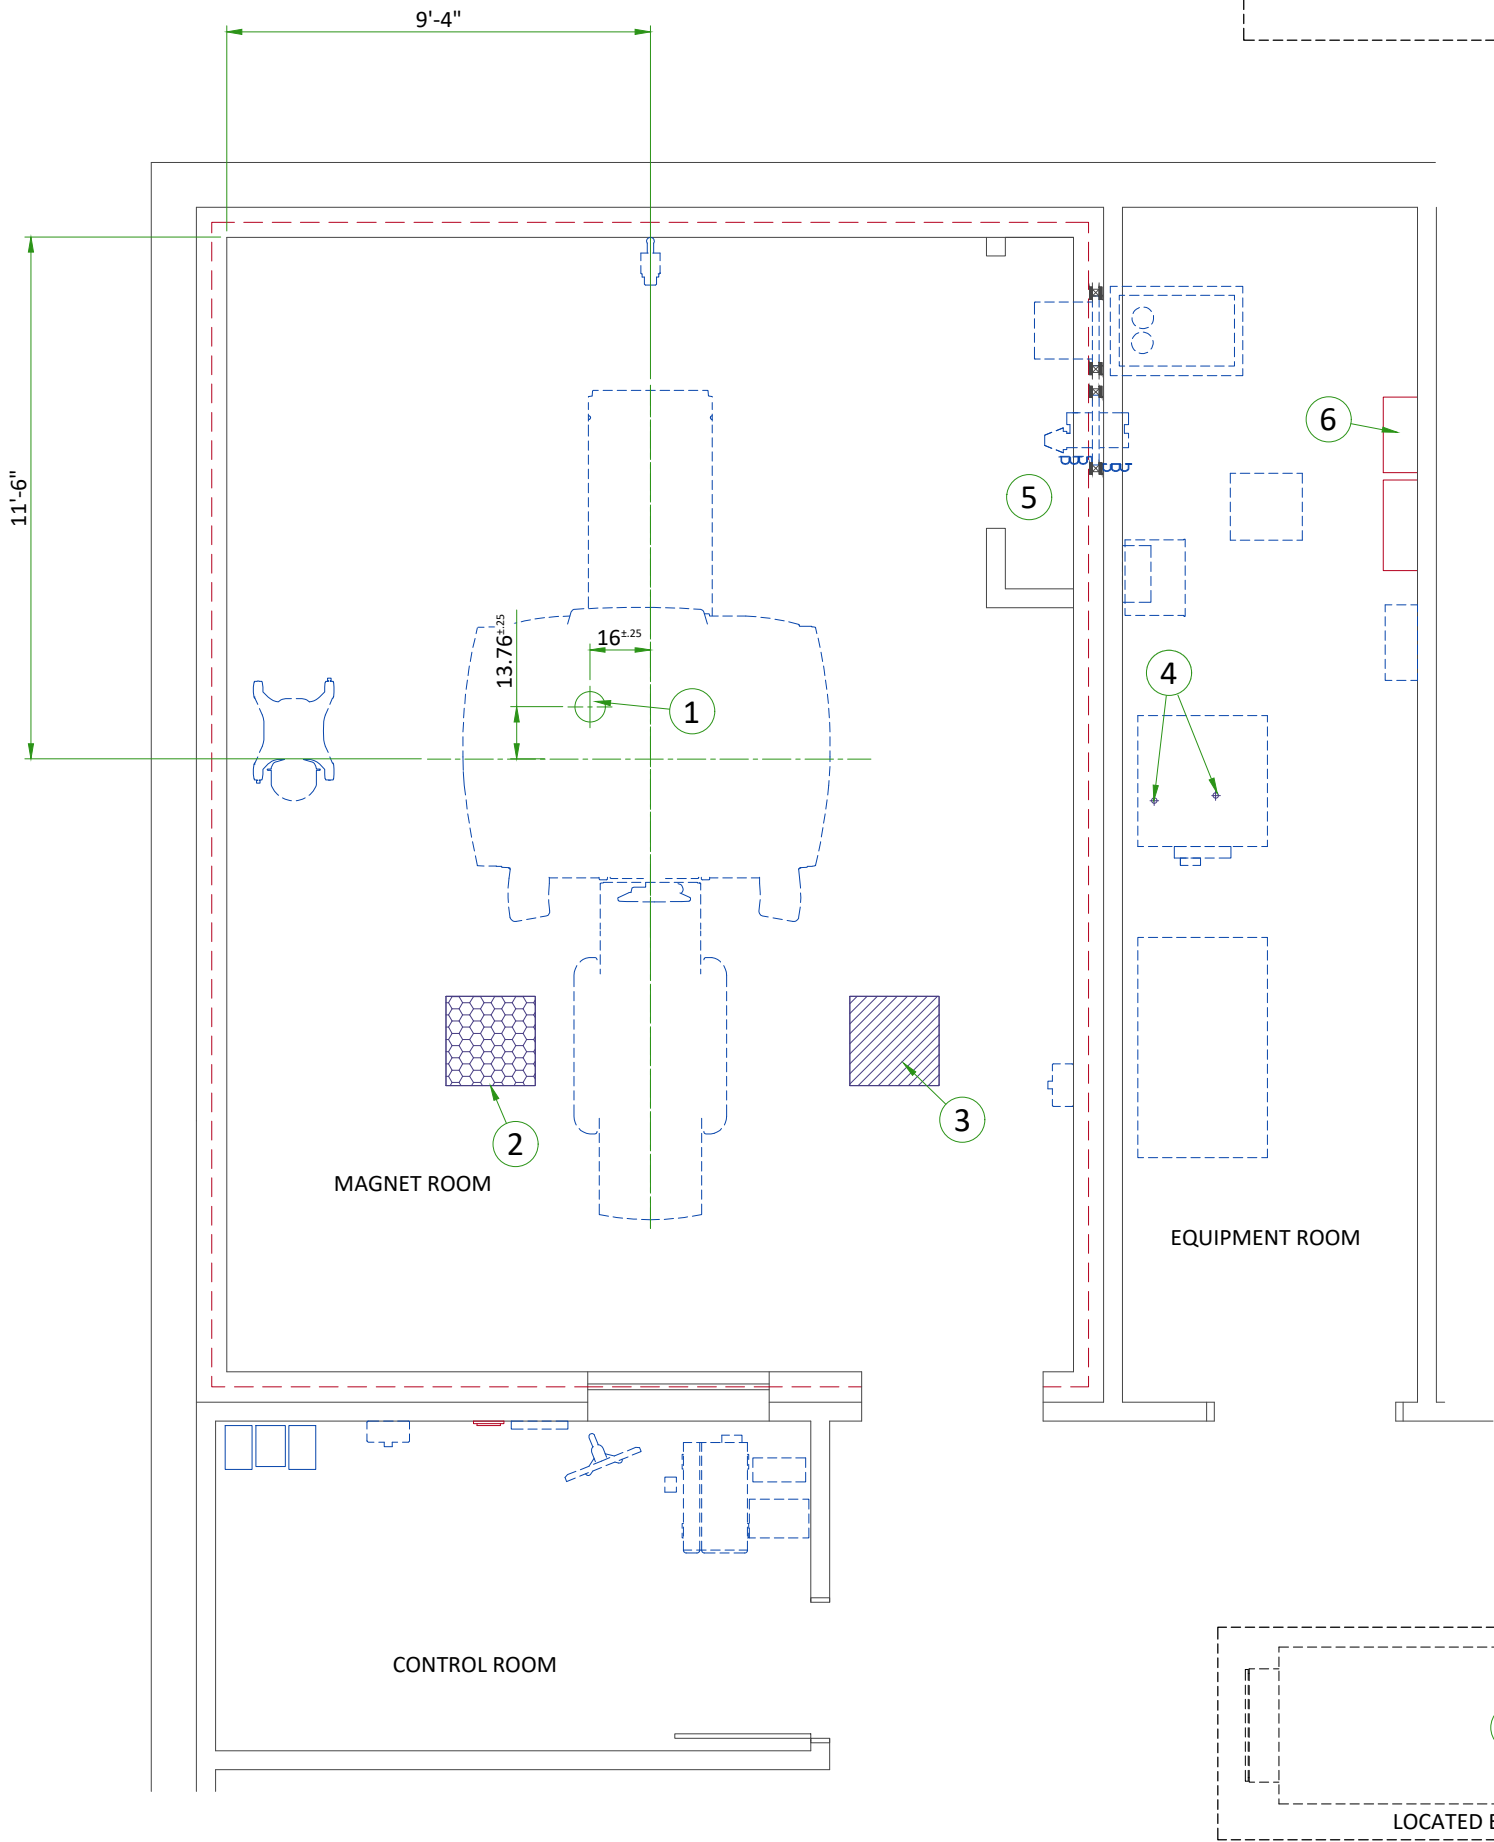 9'-4"
11'-6"
6
5
13.76±.25
16±.25
1
4
2
3
MAGNET ROOM
EQUIPMENT ROOM
CONTROL ROOM
LOCATED